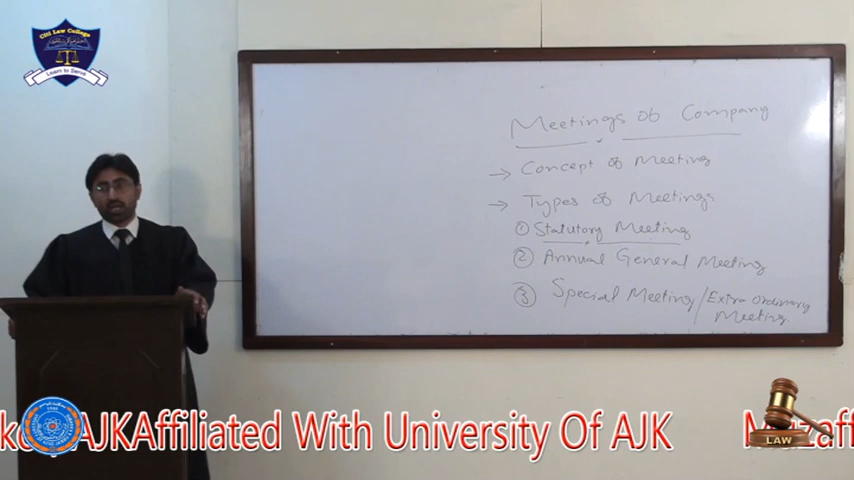 Citi Law College
Learn to Serve
Meetings of Company
→ Concept of Meeting
→ Types of Meetings
① Statutory Meeting
② Annual General Meeting
③ Special Meeting/Extra Ordinary
Meeting
AJKAffiliated With University Of AJK
LAW